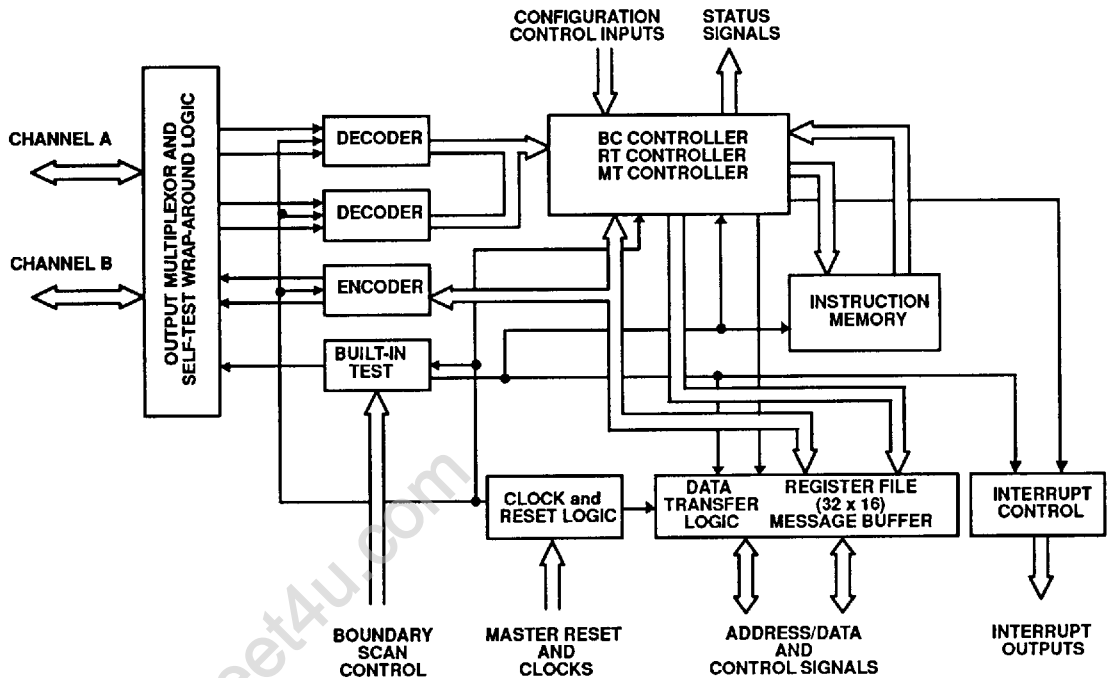 CONFIGURATION
CONTROL INPUTS
STATUS
SIGNALS
CHANNEL A
CHANNEL B
OUTPUT MULTIPLEXOR AND
SELF-TEST WRAP-AROUND LOGIC
DECODER
DECODER
ENCODER
BUILT-IN
TEST
BC CONTROLLER
RT CONTROLLER
MT CONTROLLER
INSTRUCTION
MEMORY
CLOCK and
RESET LOGIC
DATA
TRANSFER
LOGIC
REGISTER FILE
(32 x 16)
MESSAGE BUFFER
INTERRUPT
CONTROL
BOUNDARY
SCAN
CONTROL
MASTER RESET
AND
CLOCKS
ADDRESS/DATA
AND
CONTROL SIGNALS
INTERRUPT
OUTPUTS
eet4u.com